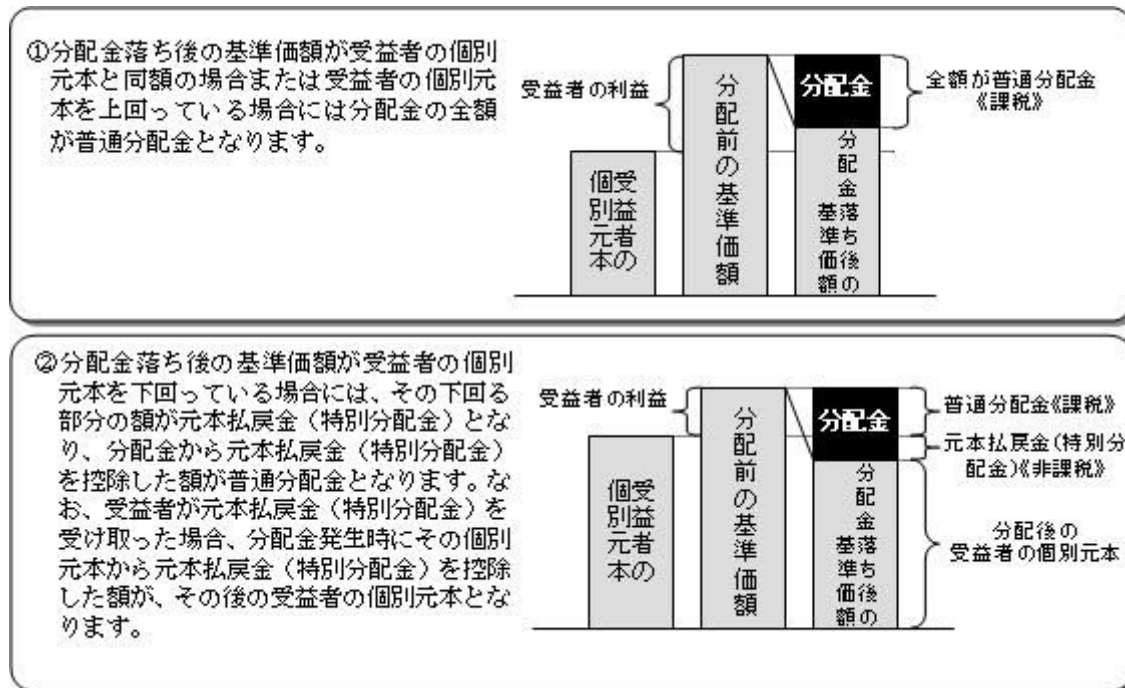 ①分配金落ち後の基準価額が受益者の個別
元本と同額の場合または受益者の個別元
本を上回っている場合には分配金の全額
が普通分配金となります。
受益者の利益
受益者の
個別元本
分配前の基準価額
分配金
分配金落ち後の
基準価額
全額が普通分配金
《課税》
②分配金落ち後の基準価額が受益者の個別
元本を下回っている場合には、その下回る
部分の額が元本払戻金（特別分配金）とな
り、分配金から元本払戻金（特別分配金）
を控除した額が普通分配金となります。な
お、受益者が元本払戻金（特別分配金）を
受け取った場合、分配金発生時にその個別
元本から元本払戻金（特別分配金）を控除
した額が、その後の受益者の個別元本とな
ります。
受益者の利益
受益者の
個別元本
分配前の基準価額
分配金
分配金落ち後の
基準価額
普通分配金《課税》
元本払戻金(特別分
配金)《非課税》
分配後の
受益者の個別元本